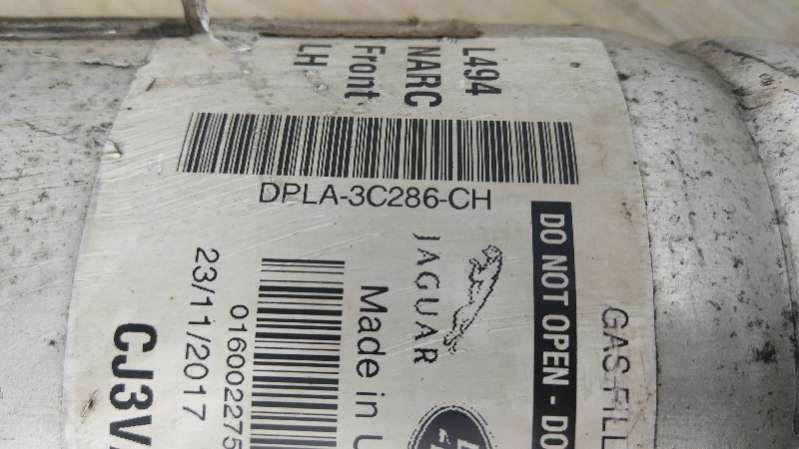 L494
NARC
Front
LH
DPLA-3C286-CH
JAGUAR
Made in U
016002275
23/11/2017
CJ3V
DO NOT OPEN - DO
GAS FILL